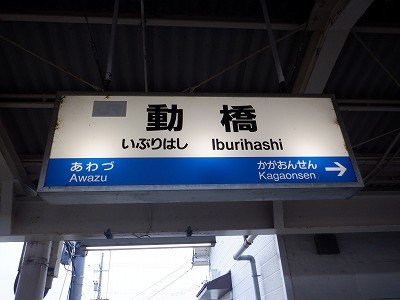 動橋
いぶりはし Iburihashi
あわづ かがおんせん
Awazu Kagaonsen →